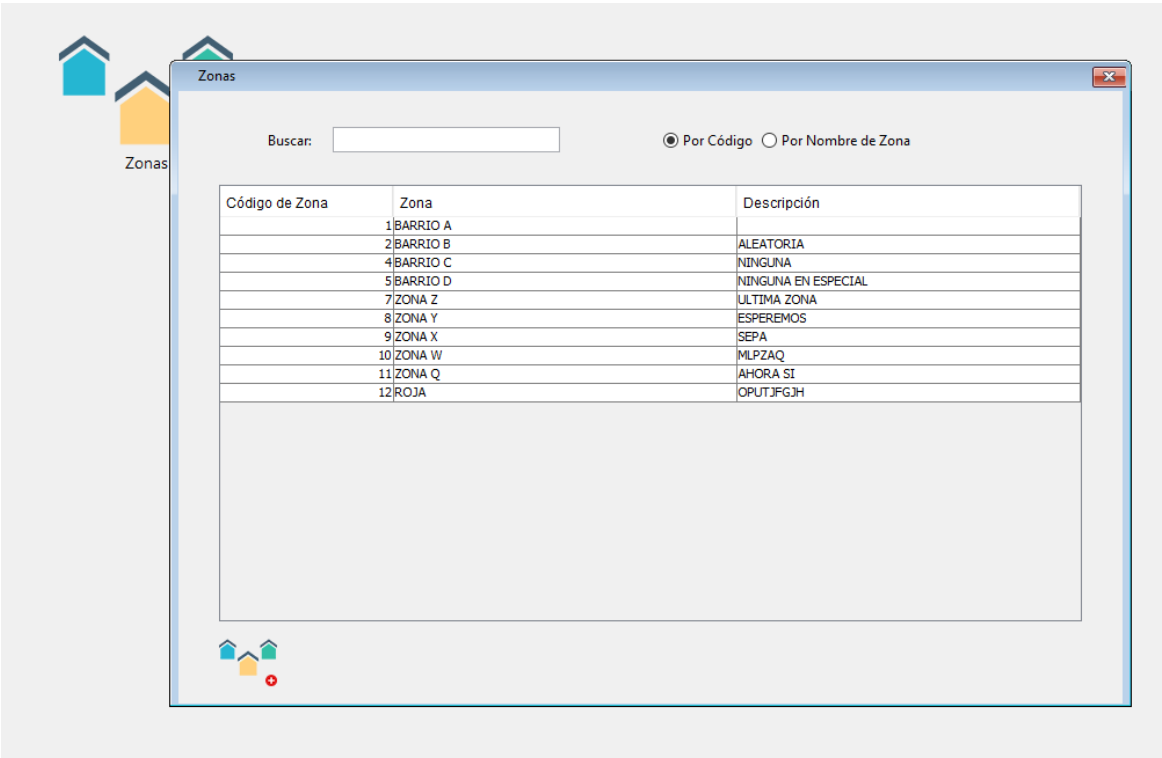 Zonas
Zonas
Buscar: Por Código Por Nombre de Zona
Código de Zona Zona Descripción
1 BARRIO A
2 BARRIO B ALEATORIA
4 BARRIO C NINGUNA
5 BARRIO D NINGUNA EN ESPECIAL
7 ZONA Z ULTIMA ZONA
8 ZONA Y ESPEREMOS
9 ZONA X SEPA
10 ZONA W MLPZAQ
11 ZONA Q AHORA SI
12 ROJA OPUTJFGJH